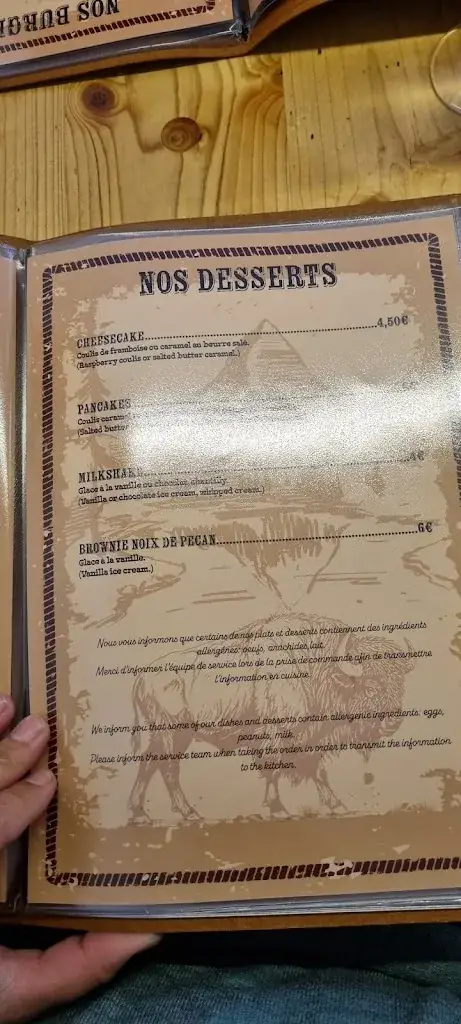 NOS BURG
NOS DESSERTS
CHEESECAKE 4,50€
Coulis de framboise ou caramel au beurre salé.
(Raspberry coulis or salted butter caramel.)
PANCAKES
Coulis caram
(Salted butte
MILKSHAKE 4€
Glace à la vanille ou chocolat, chantilly.
(Vanilla or chocolate ice cream, whipped cream.)
BROWNIE NOIX DE PECAN 6€
Glace à la vanille.
(Vanilla ice cream.)
Nous vous informons que certains de nos plats et desserts contiennent des ingrédients
allergènes: oeufs, arachides, lait.
Merci d'informer l'équipe de service lors de la prise de commande afin de transmettre
l'information en cuisine.
We inform you that some of our dishes and desserts contain allergenic ingredients: eggs,
peanuts, milk.
Please inform the service team when taking the order in order to transmit the information
to the kitchen.